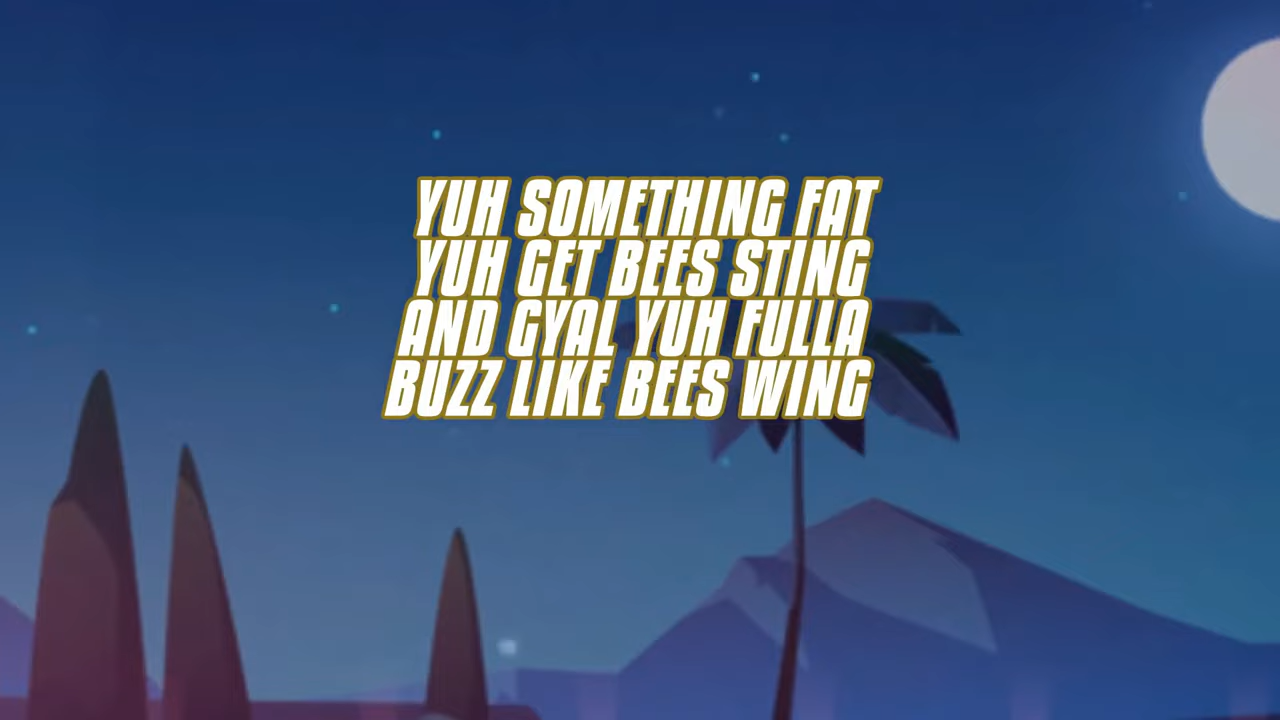 YUH SOMETHING FAT
YUH GET BEES STING
AND GYAL YUH FULLA
BUZZ LIKE BEES WING